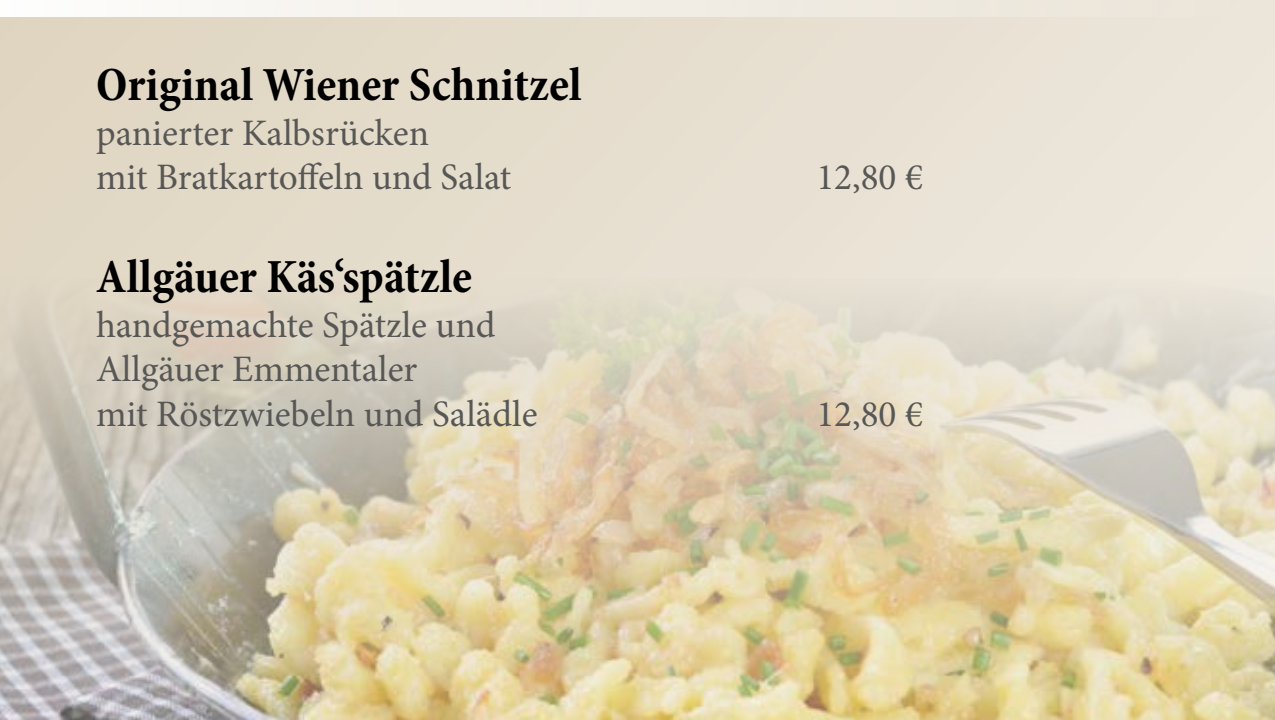 Original Wiener Schnitzel
panierter Kalbsrücken
mit Bratkartoffeln und Salat 12,80 €
Allgäuer Käs‘spätzle
handgemachte Spätzle und
Allgäuer Emmentaler
mit Röstzwiebeln und Salädle 12,80 €